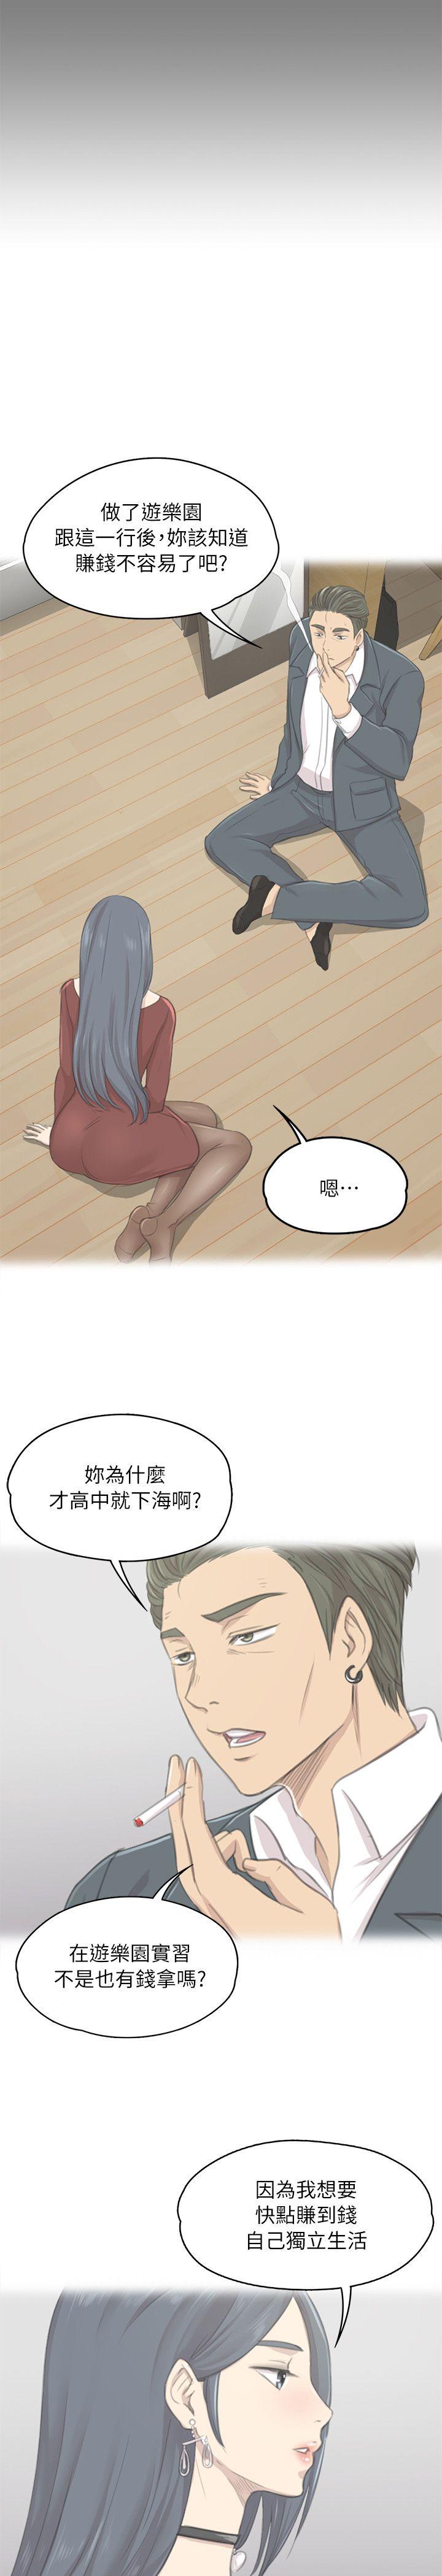 做了遊樂園
跟這一行後，妳該知道
賺錢不容易了吧?
嗯…
妳為什麼
才高中就下海啊?
在遊樂園實習
不是也有錢拿嗎?
因為我想要
快點賺到錢
自己獨立生活